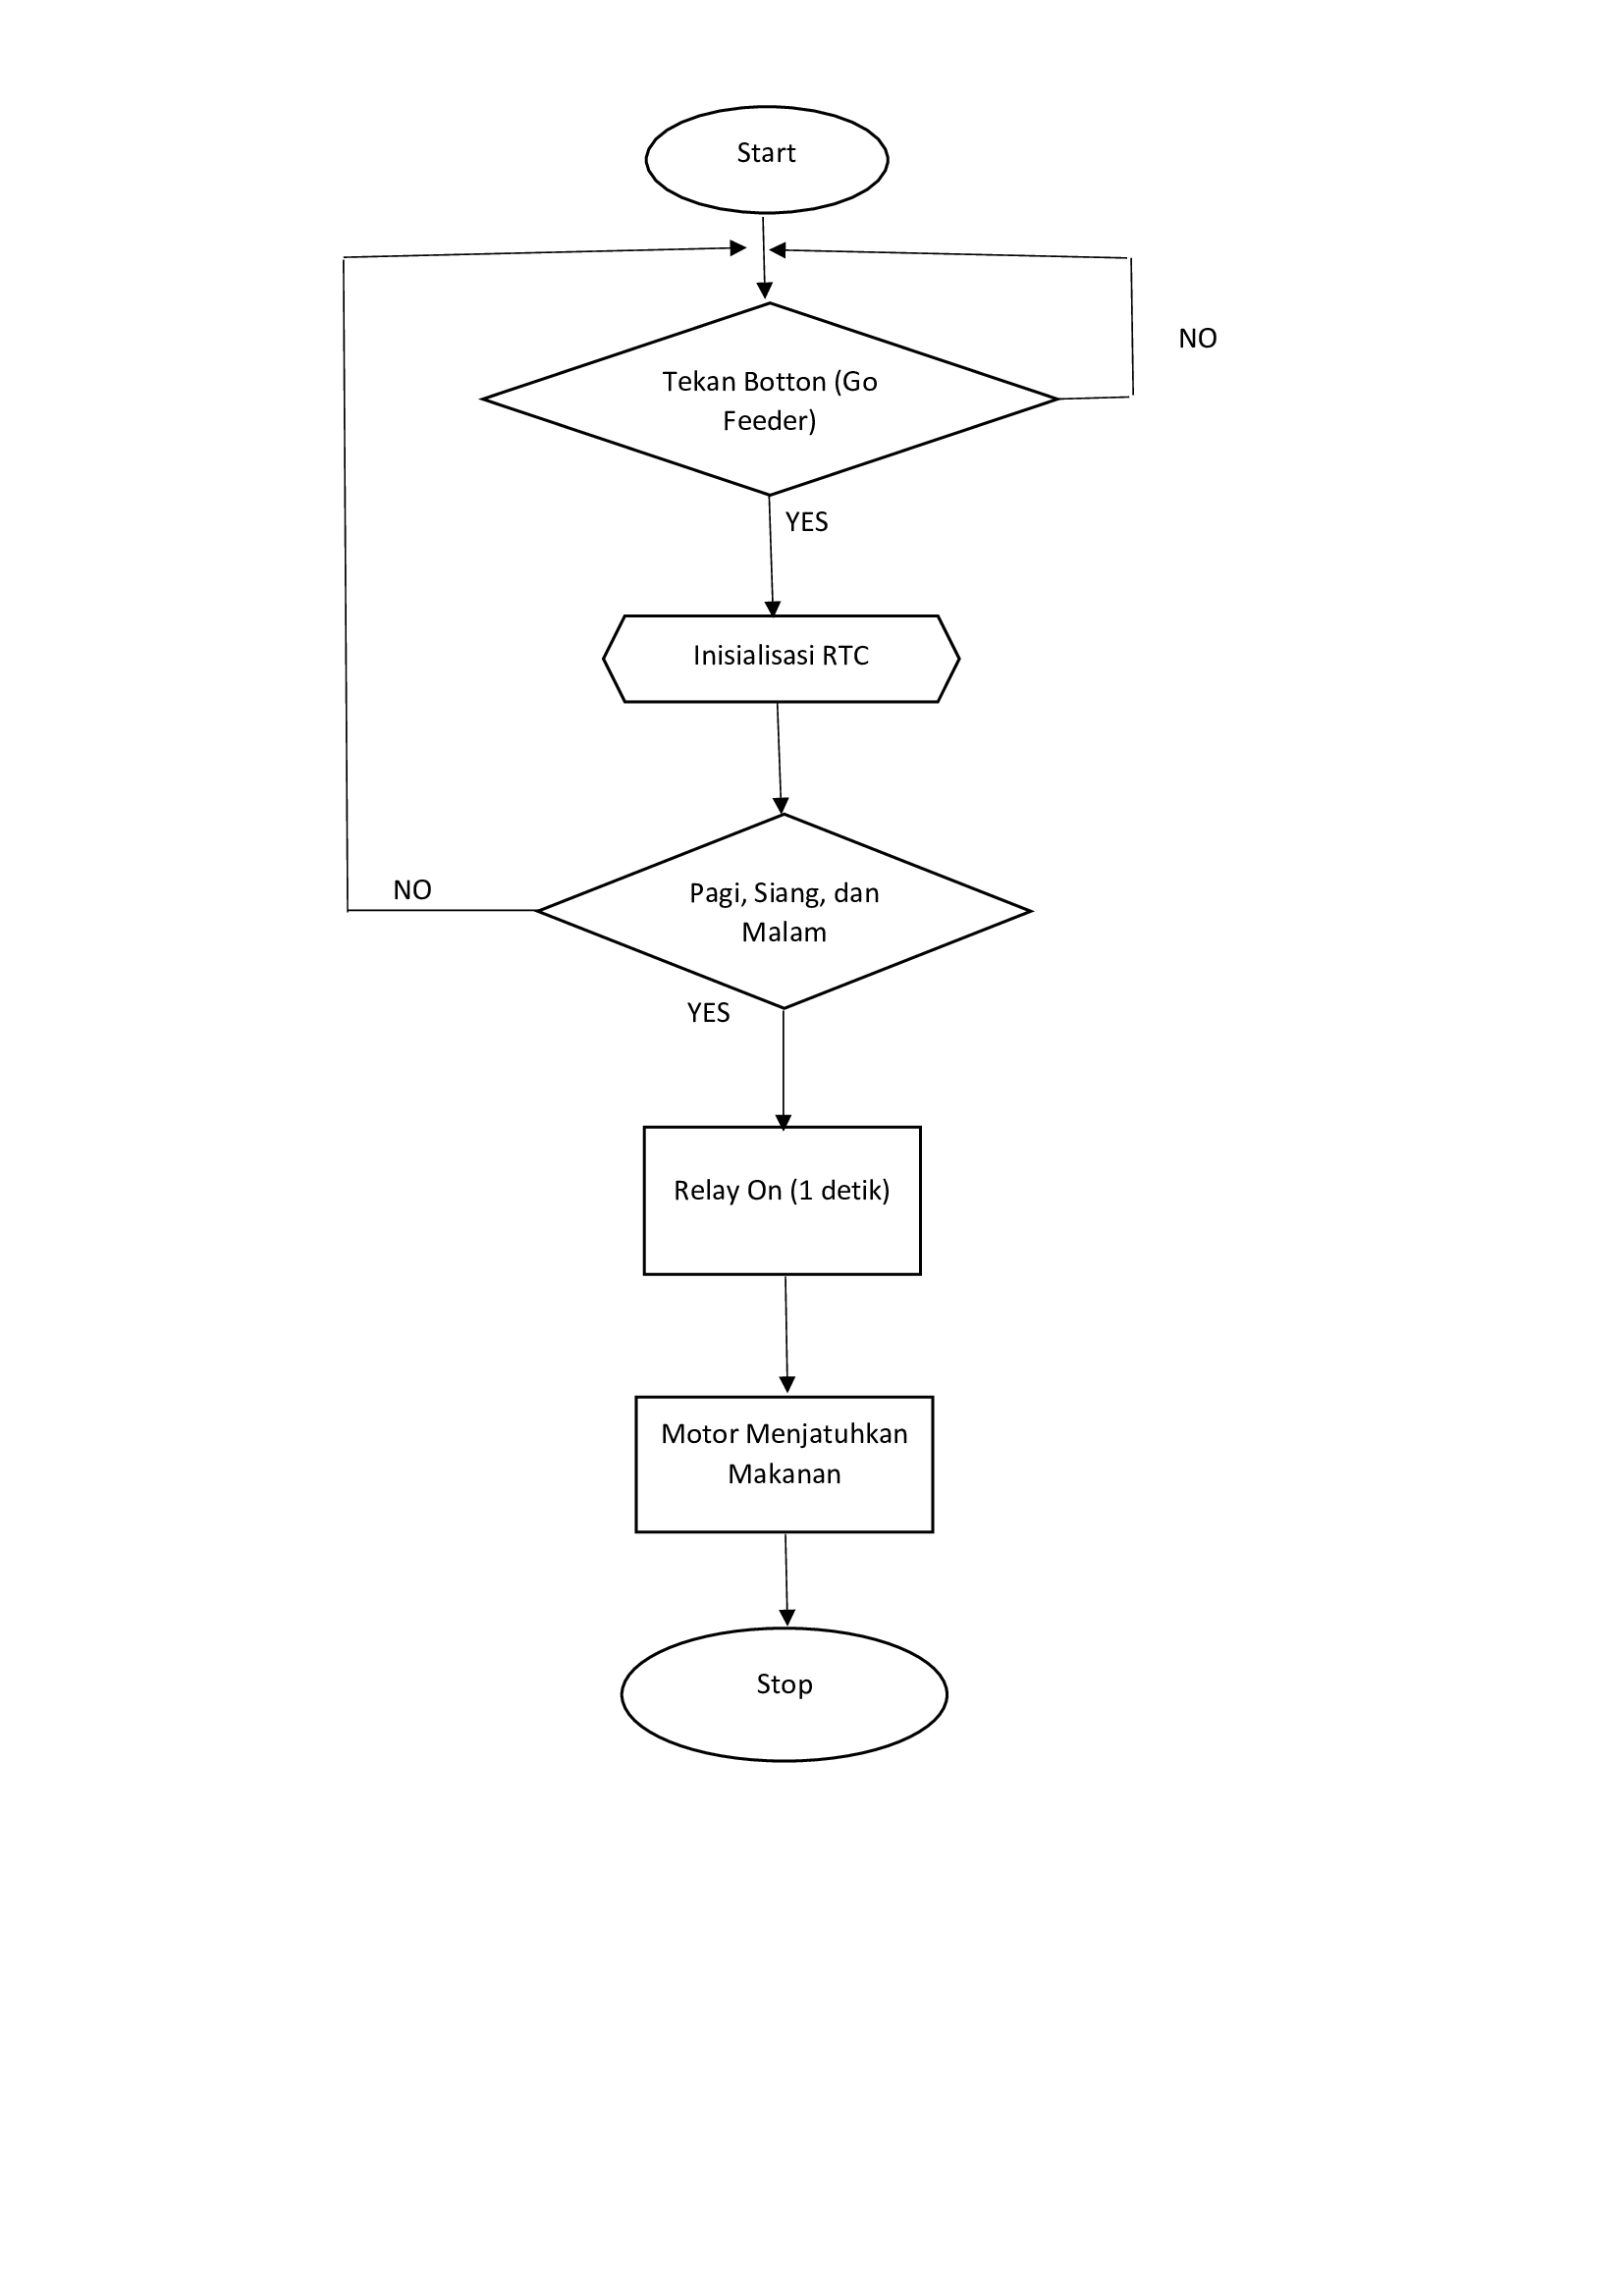 Start
NO
Tekan Botton (Go
Feeder)
YES
Inisialisasi RTC
NO
Pagi, Siang, dan
Malam
YES
Relay On (1 detik)
Motor Menjatuhkan
Makanan
Stop